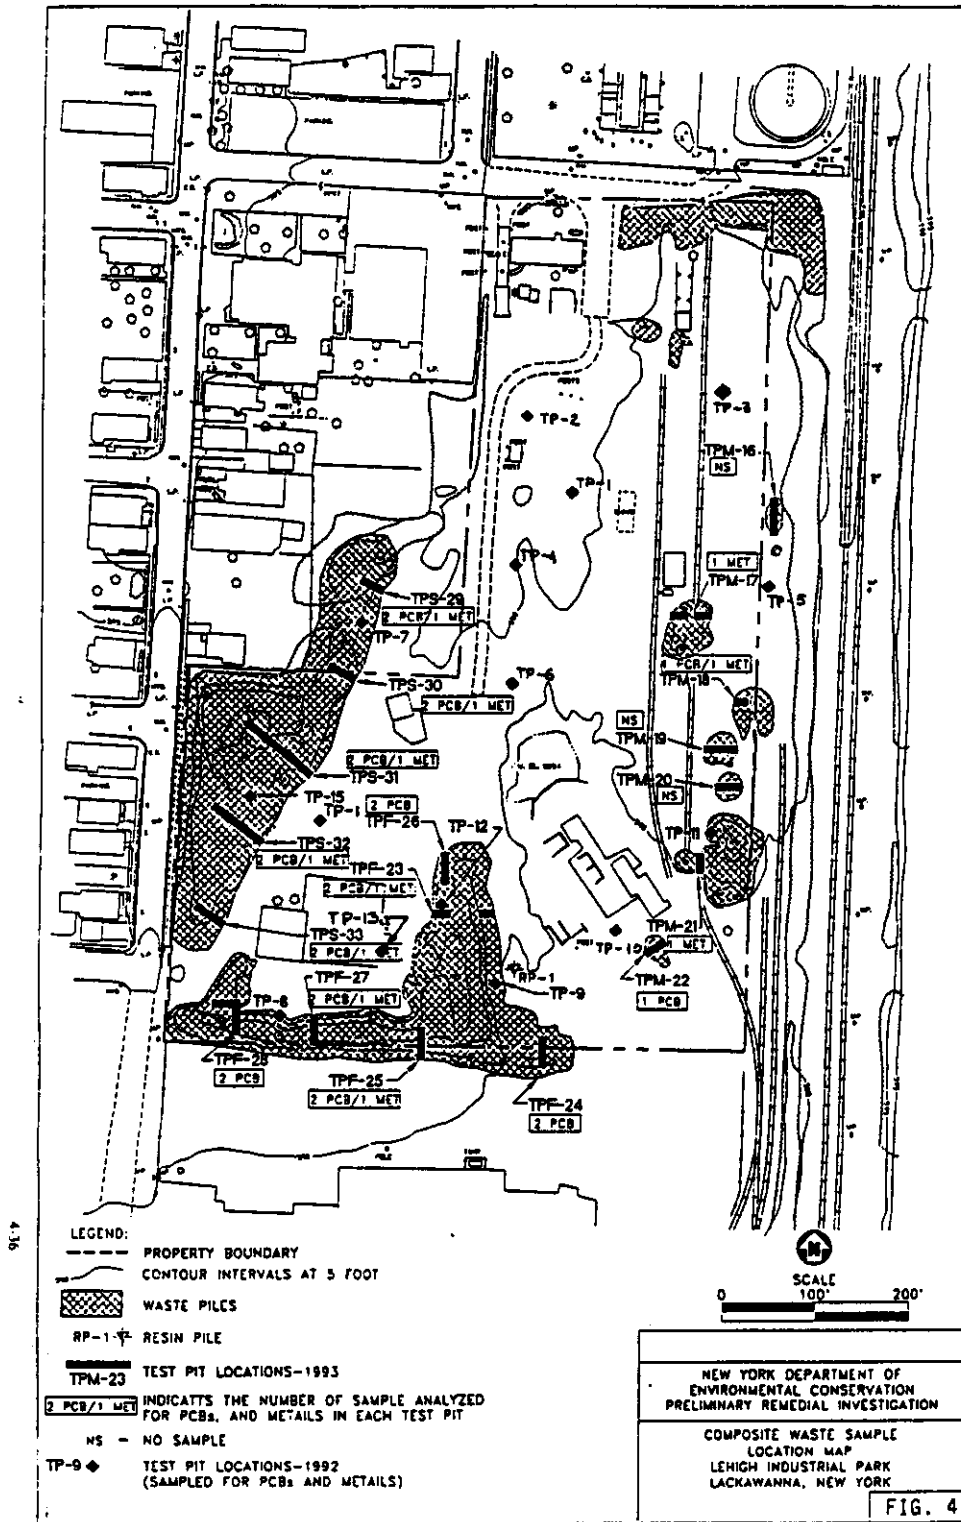 TP-2
TP-3
TPM-16
NS
TP-1
TP-4
1 MET
TPM-17
TP-5
TPS-29
2 PCB/1 MET
TP-7
TP-6
TPS-30
2 PCB/1 MET
PCB/1 MET
TPM-18
NS
TPM-19
TPM-20
NS
2 PCB/1 MET
TPS-31
TP-15
2 PCB
TPF-26
TP-12
TP-11
TPS-32
2 PCB/1 MET
TPF-23
2 PCB/1 MET
TP-13
TPS-33
2 PCB/1 MET
TPM-21
1 MET
TP-10
TPM-22
1 PCB
RP-1
TP-9
TPF-27
2 PCB/1 MET
TP-8
TPF-28
2 PCB
TPF-25
2 PCB/1 MET
TPF-24
2 PCB
4-36
LEGEND:
PROPERTY BOUNDARY
CONTOUR INTERVALS AT 5 FOOT
WASTE PILES
RP-1 RESIN PILE
TPM-23 TEST PIT LOCATIONS-1993
2 PCB/1 MET INDICATTS THE NUMBER OF SAMPLE ANALYZED
FOR PCBs, AND METAILS IN EACH TEST PIT
NS - NO SAMPLE
TP-9 TEST PIT LOCATIONS-1992
(SAMPLED FOR PCBs AND METAILS)
N
SCALE
0 100' 200'
NEW YORK DEPARTMENT OF
ENVIRONMENTAL CONSERVATION
PRELIMINARY REMEDIAL INVESTIGATION
COMPOSITE WASTE SAMPLE
LOCATION MAP
LEHIGH INDUSTRIAL PARK
LACKAWANNA, NEW YORK
FIG. 4